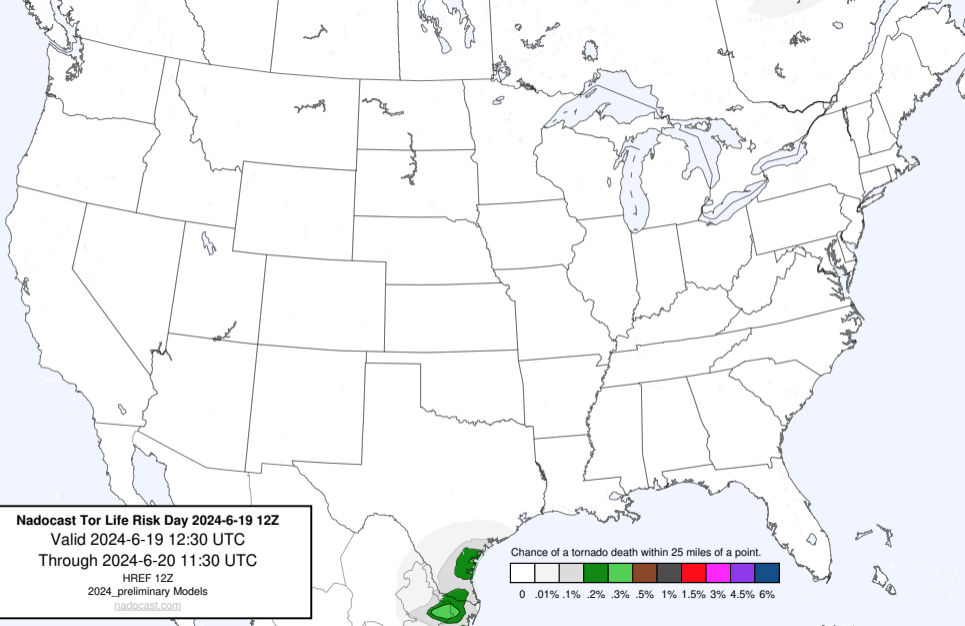 Nadocast Tor Life Risk Day 2024-6-19 12Z
Valid 2024-6-19 12:30 UTC
Through 2024-6-20 11:30 UTC
HREF 12Z
2024_preliminary Models
nadocast.com
Chance of a tornado death within 25 miles of a point.
0 .01% .1% .2% .3% .5% 1% 1.5% 3% 4.5% 6%